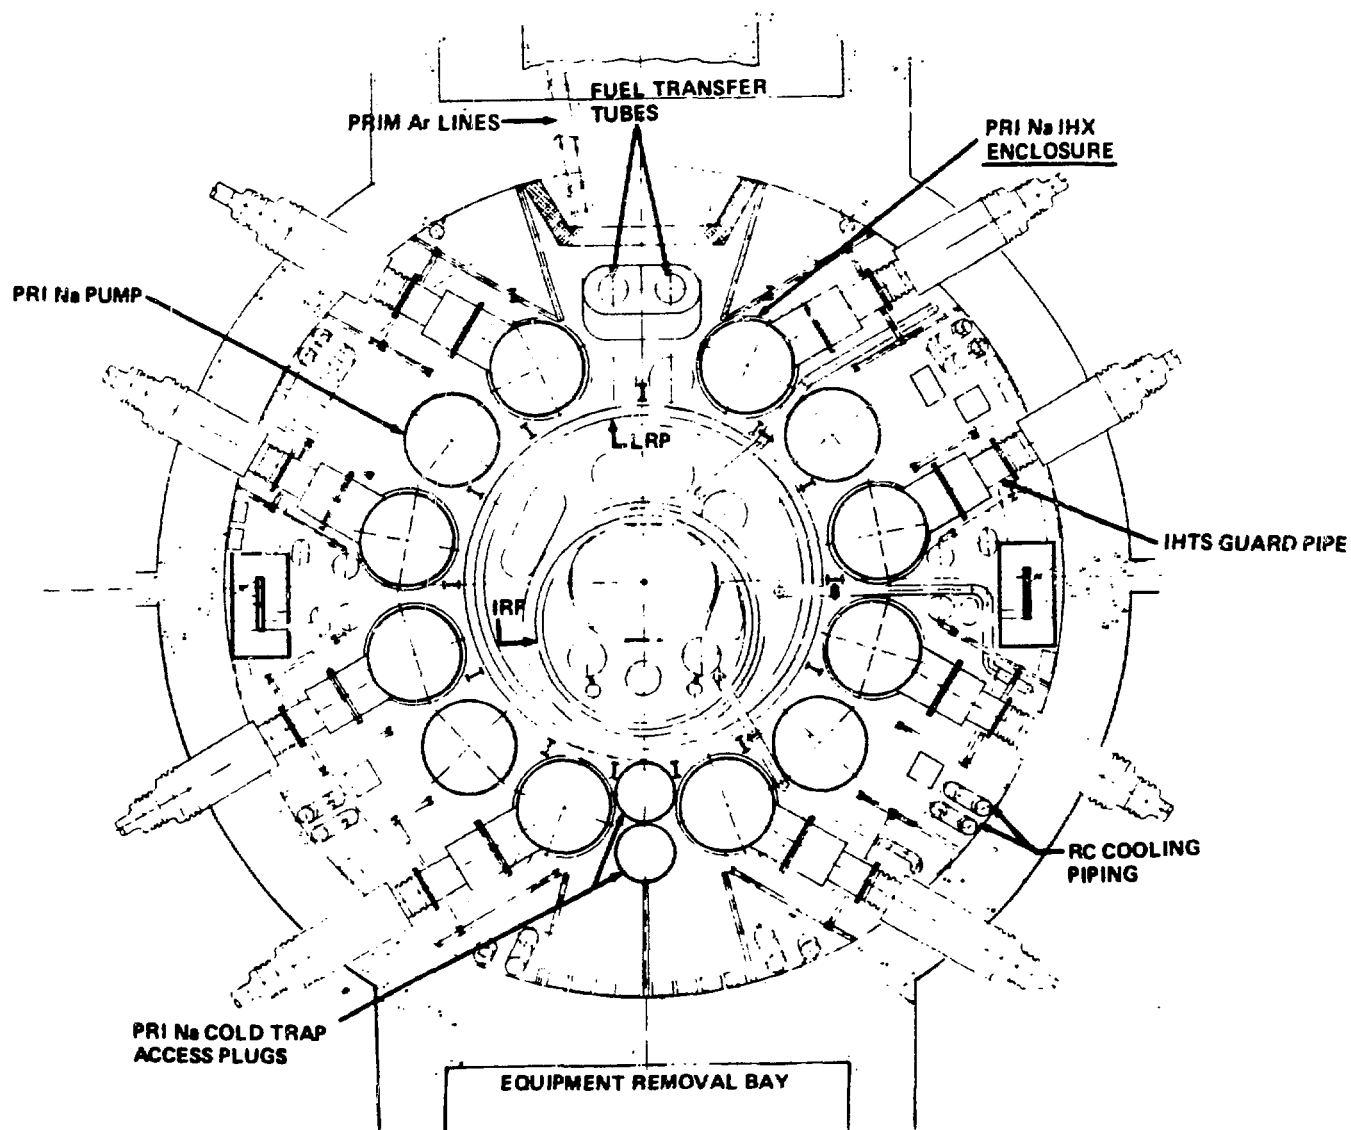 FUEL TRANSFER
TUBES
PRIM Ar LINES
PRI Na IHX
ENCLOSURE
PRI Na PUMP
LRP
IHTS GUARD PIPE
IRP
RC COOLING
PIPING
PRI Na COLD TRAP
ACCESS PLUGS
EQUIPMENT REMOVAL BAY